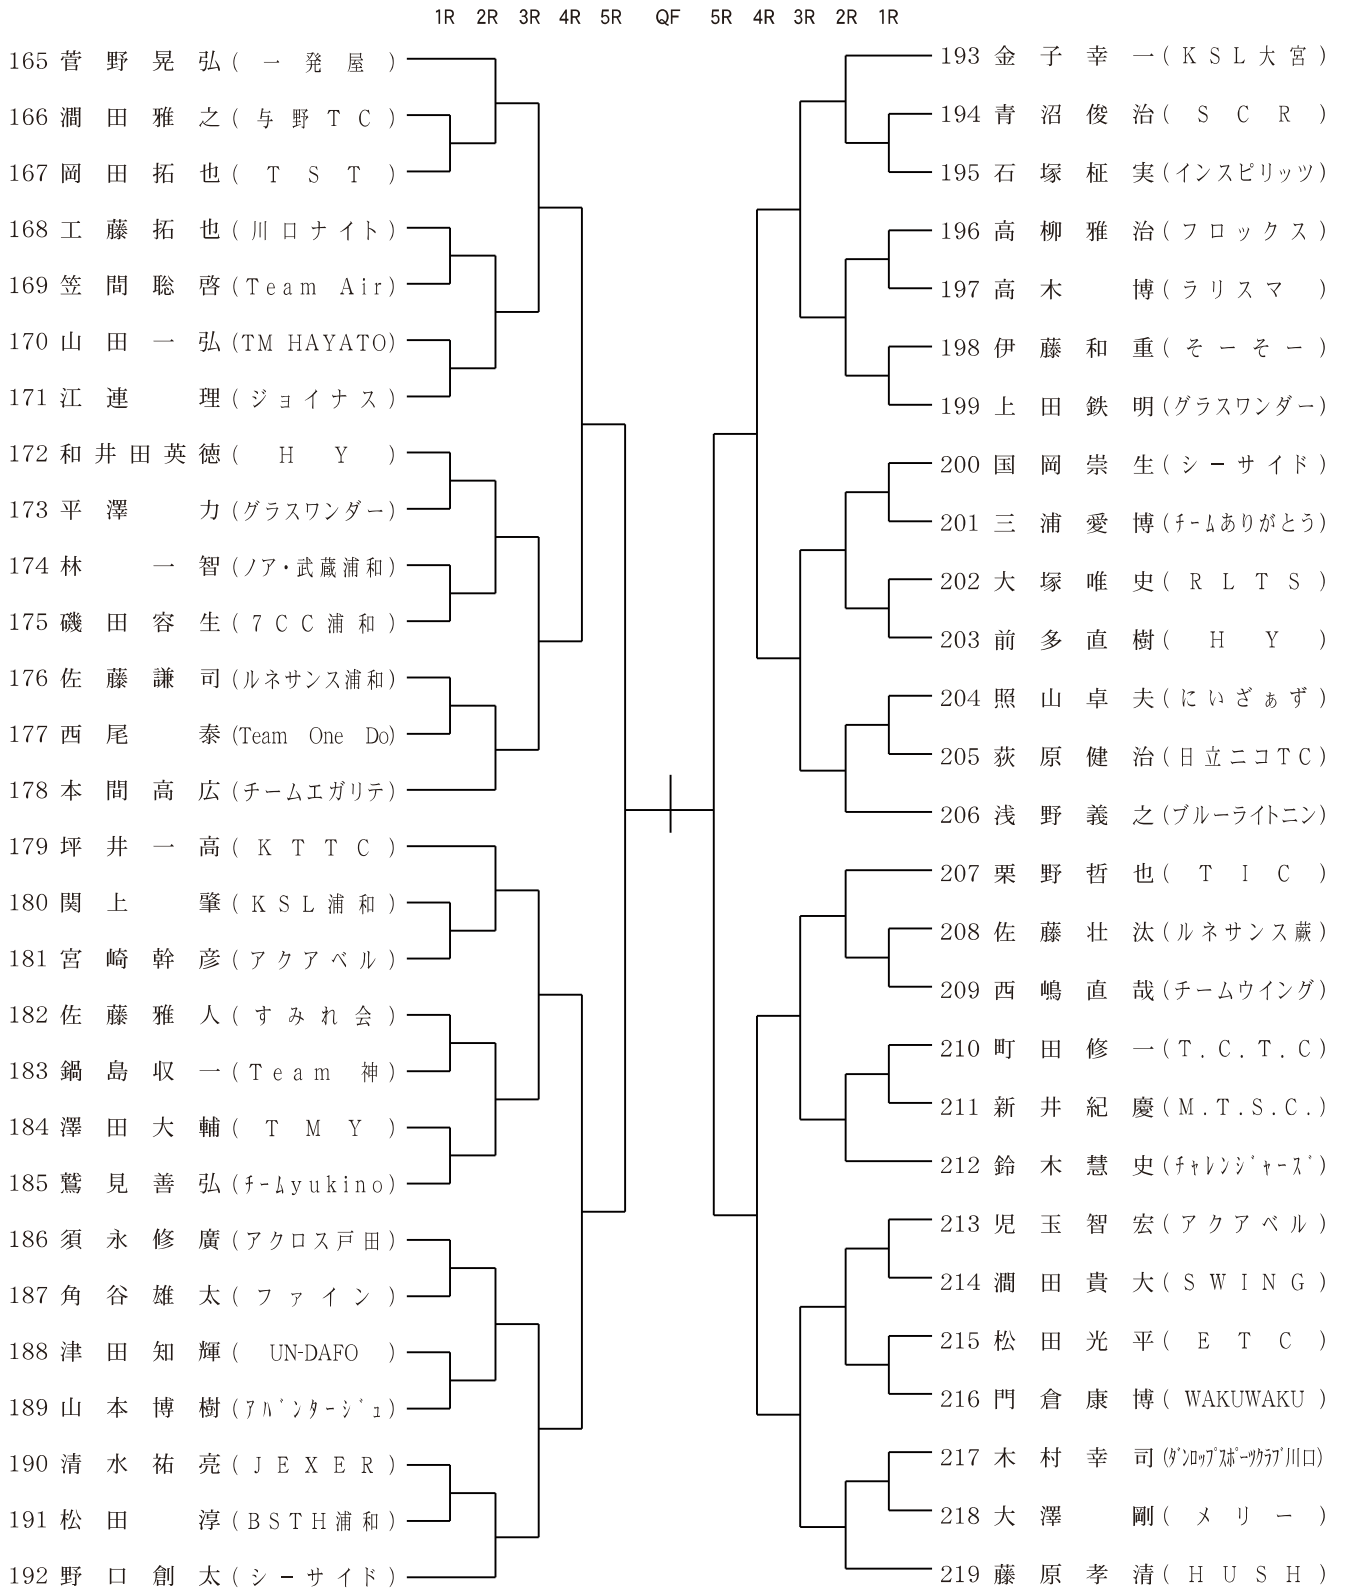 1R 2R 3R 4R 5R QF 5R 4R 3R 2R 1R
165 菅野晃弘(一発屋)
166 澗田雅之(与野TC)
167 岡田拓也(TST)
168 工藤拓也(川口ナイト)
169 笠間聡啓(Team Air)
170 山田一弘(TM HAYATO)
171 江連理(ジョイナス)
172 和井田英徳(HY)
173 平澤力(グラスワンダー)
174 林一智(ノア・武蔵浦和)
175 磯田容生(7CC浦和)
176 佐藤謙司(ルネサンス浦和)
177 西尾泰(Team One Do)
178 本間高広(チームエガリテ)
179 坪井一高(KTTC)
180 関上肇(KSL浦和)
181 宮崎幹彦(アクアベル)
182 佐藤雅人(すみれ会)
183 鍋島収一(Team 神)
184 澤田大輔(TMY)
185 鷲見善弘(ﾁｰﾑyukino)
186 須永修廣(アクロス戸田)
187 角谷雄太(ファイン)
188 津田知輝(UN-DAFO)
189 山本博樹(ｱﾊﾞﾝﾀｰｼﾞｭ)
190 清水祐亮(JEXER)
191 松田淳(BSTH浦和)
192 野口創太(シーサイド)
193 金子幸一(KSL大宮)
194 青沼俊治(SCR)
195 石塚柾実(インスピリッツ)
196 高柳雅治(フロックス)
197 高木博(ラリスマ)
198 伊藤和重(そーそー)
199 上田鉄明(グラスワンダー)
200 国岡崇生(シーサイド)
201 三浦愛博(ﾁｰﾑありがとう)
202 大塚唯史(RLTS)
203 前多直樹(HY)
204 照山卓夫(にいざぁず)
205 荻原健治(日立ニコTC)
206 浅野義之(ブルーライトニン)
207 栗野哲也(TIC)
208 佐藤壮汰(ルネサンス蕨)
209 西嶋直哉(チームウイング)
210 町田修一(T.C.T.C)
211 新井紀慶(M.T.S.C.)
212 鈴木慧史(ﾁｬﾚﾝｼﾞｬｰｽﾞ)
213 児玉智宏(アクアベル)
214 澗田貴大(SWING)
215 松田光平(ETC)
216 門倉康博(WAKUWAKU)
217 木村幸司(ﾀﾞﾝﾛｯﾌﾟｽﾎﾟｰﾂｸﾗﾌﾞ川口)
218 大澤剛(メリー)
219 藤原孝清(HUSH)